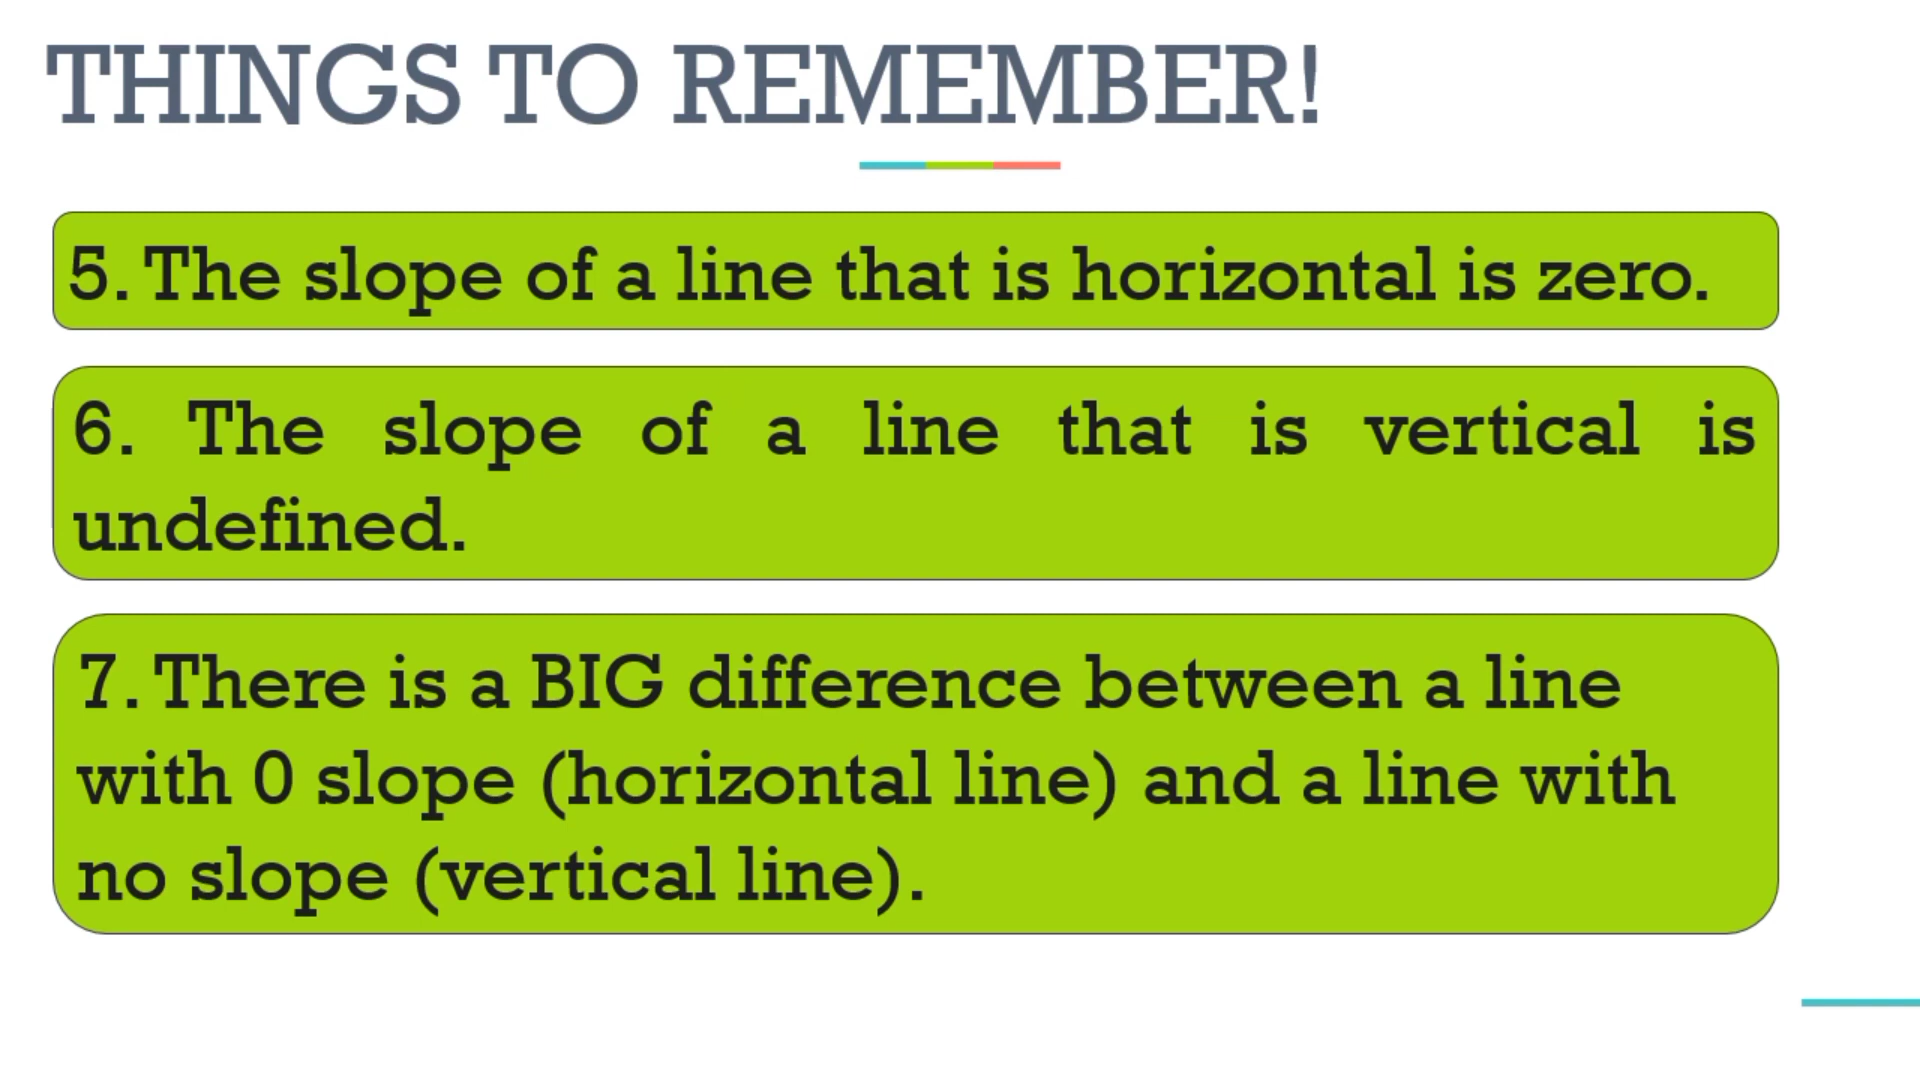 THINGS TO REMEMBER!
5. The slope of a line that is horizontal is zero.
6. The slope of a line that is vertical is
undefined.
7. There is a BIG difference between a line
with 0 slope (horizontal line) and a line with
no slope (vertical line).